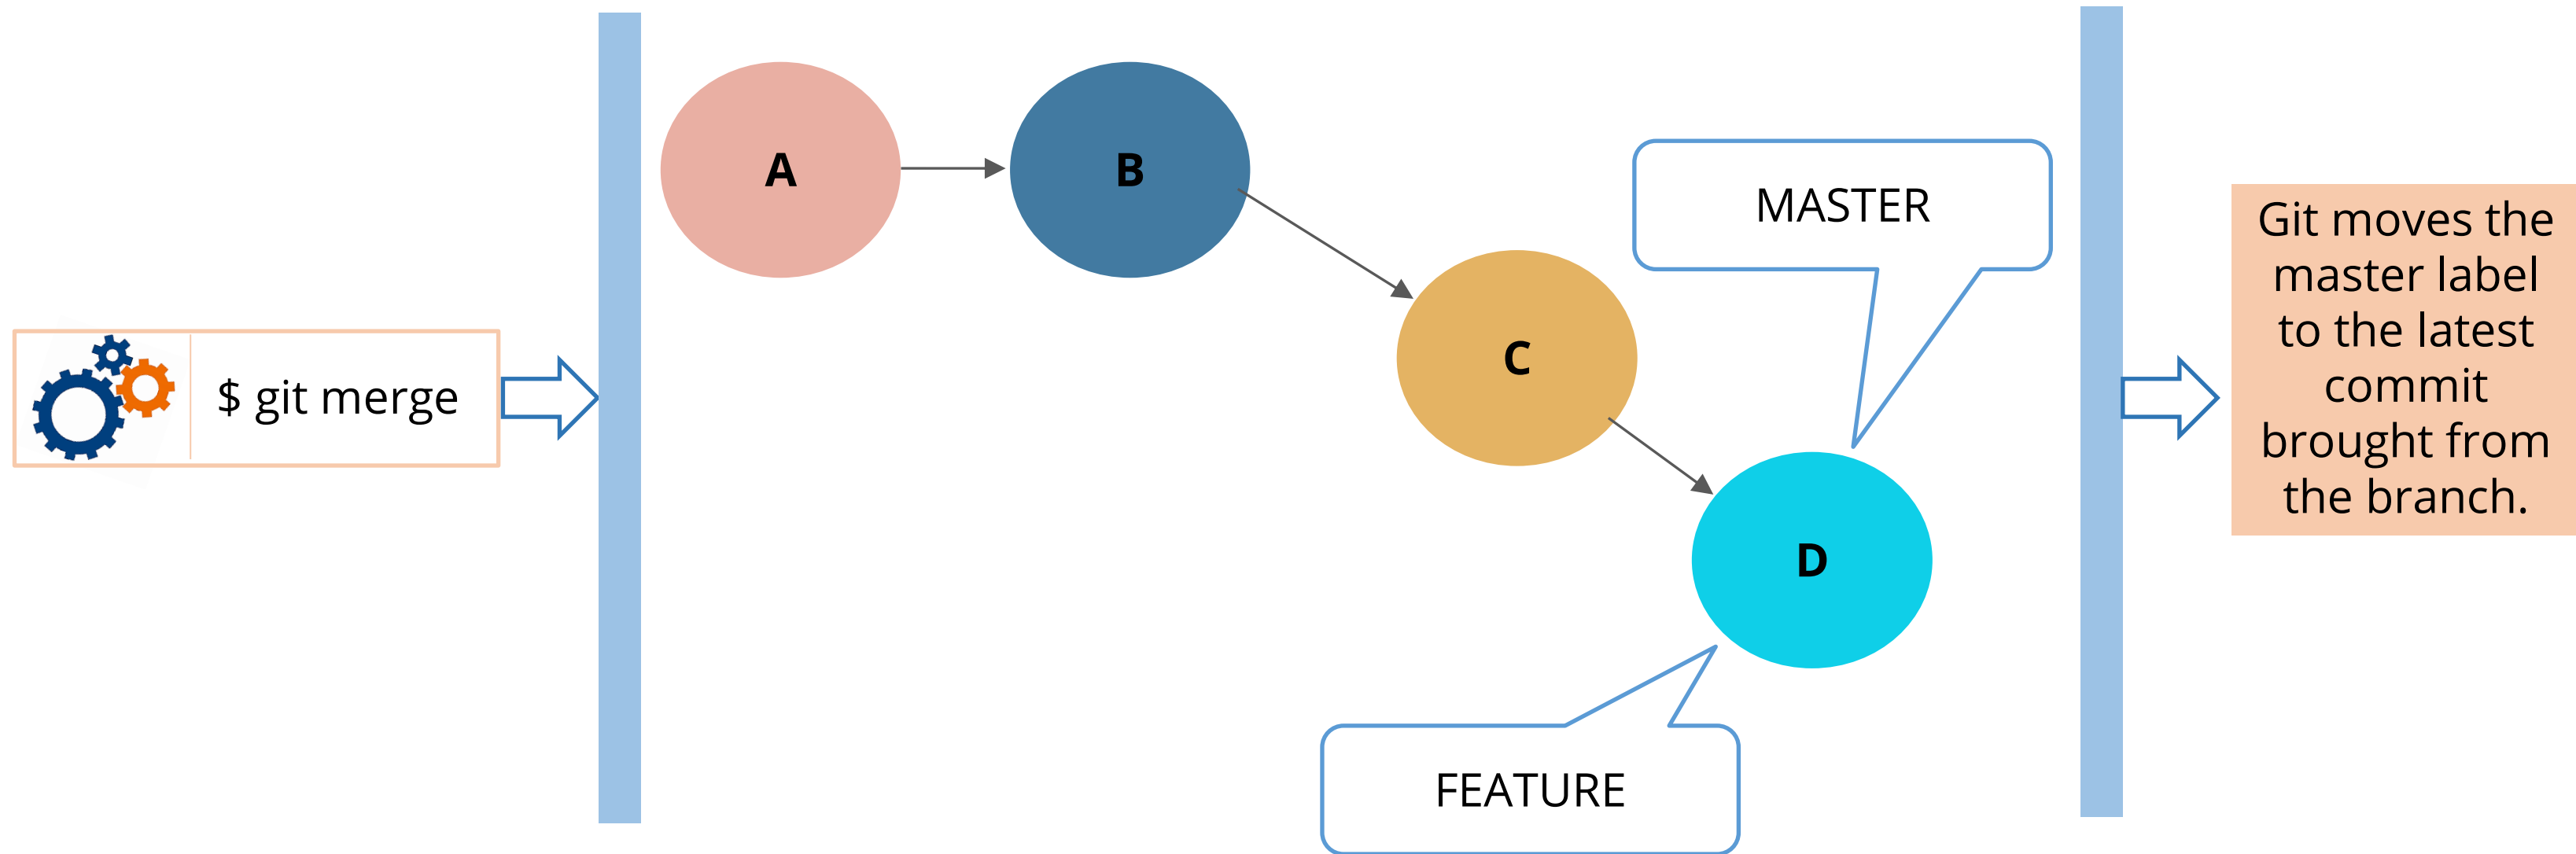 $ git merge
A
B
C
D
MASTER
FEATURE
Git moves the
master label
to the latest
commit
brought from
the branch.